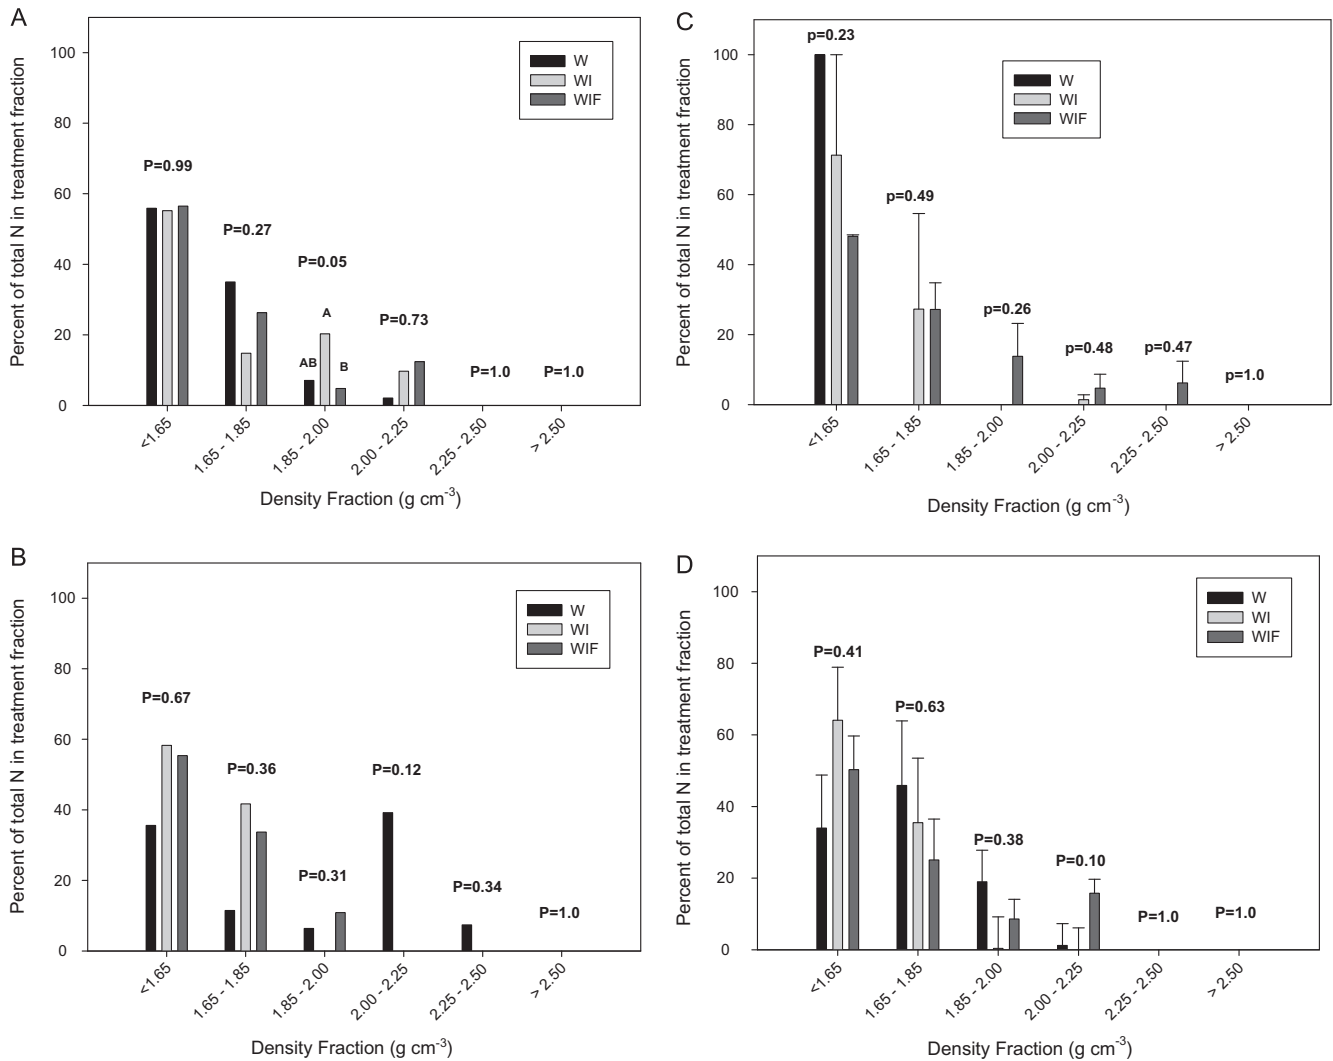 A
Percent of total N in treatment fraction
100
80
60
40
20
0
W
WI
WIF
P=0.99
P=0.27
P=0.05
P=0.73
P=1.0
P=1.0
AB
A
B
<1.65
1.65 - 1.85
1.85 - 2.00
2.00 - 2.25
2.25 - 2.50
> 2.50
Density Fraction (g cm-3)
C
Percent of total N in treatment fraction
100
80
60
40
20
0
W
WI
WIF
p=0.23
p=0.49
p=0.26
p=0.48
p=0.47
p=1.0
<1.65
1.65 - 1.85
1.85 - 2.00
2.00 - 2.25
2.25 - 2.50
> 2.50
Density Fraction (g cm-3)
B
Percent of total N in treatment fraction
100
80
60
40
20
0
W
WI
WIF
P=0.67
P=0.36
P=0.31
P=0.12
P=0.34
P=1.0
<1.65
1.65 - 1.85
1.85 - 2.00
2.00 - 2.25
2.25 - 2.50
> 2.50
Density Fraction (g cm-3)
D
Percent of total N in treatment fraction
100
80
60
40
20
0
W
WI
WIF
P=0.41
P=0.63
P=0.38
P=0.10
P=1.0
P=1.0
<1.65
1.65 - 1.85
1.85 - 2.00
2.00 - 2.25
2.25 - 2.50
> 2.50
Density Fraction (g cm-3)